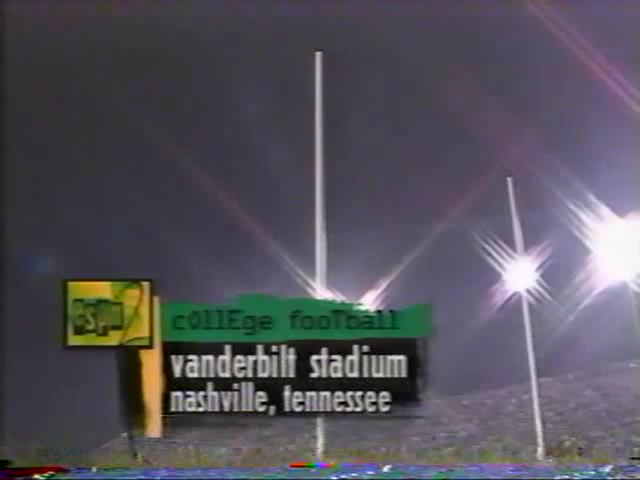 espn2
c0llEge fooTball
vanderbilt stadium
nashville, tennessee